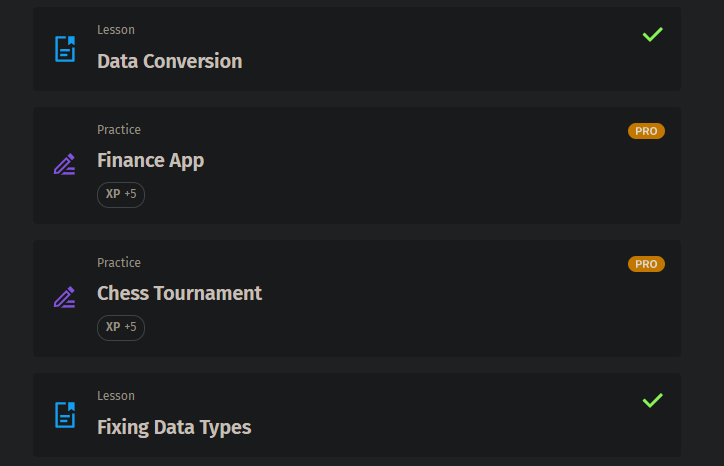 Lesson
Data Conversion
Practice
PRO
Finance App
XP +5
Practice
PRO
Chess Tournament
XP +5
Lesson
Fixing Data Types